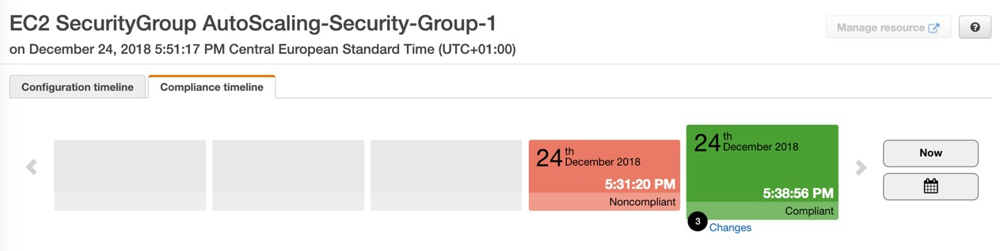 EC2 SecurityGroup AutoScaling-Security-Group-1
Manage resource
?
on December 24, 2018 5:51:17 PM Central European Standard Time (UTC+01:00)
Configuration timeline
Compliance timeline
24th
December 2018
5:31:20 PM
Noncompliant
24th
December 2018
5:38:56 PM
Compliant
3
Changes
Now